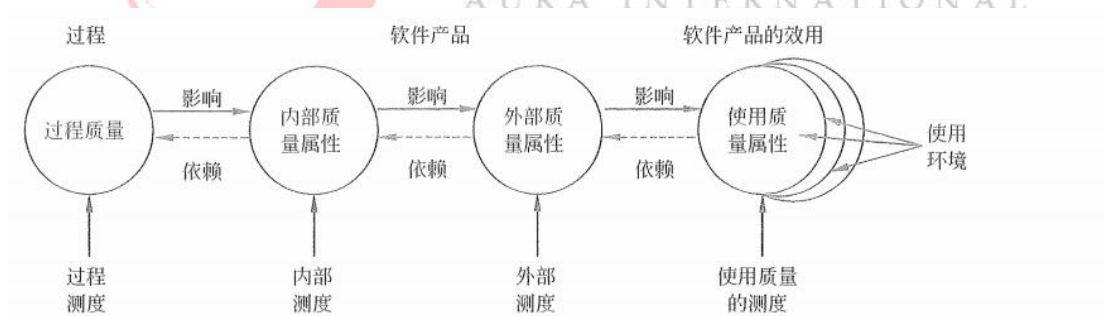 AURA INTERNATIONAL
过程
软件产品
软件产品的效用
过程质量
影响
依赖
内部质
量属性
影响
依赖
外部质
量属性
影响
依赖
使用质
量属性
使用
环境
过程
测度
内部
测度
外部
测度
使用质量
的测度